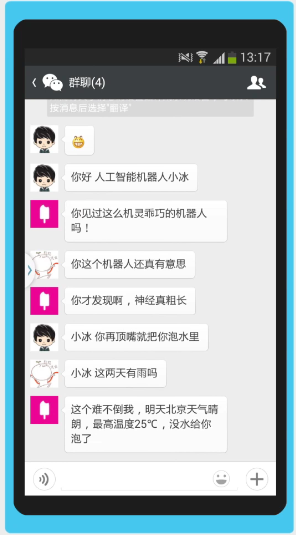 13:17
群聊(4)
按消息后选择"翻译"
你好 人工智能机器人小冰
你见过这么机灵乖巧的机器人
吗！
你这个机器人还真有意思
你才发现啊，神经真粗长
小冰 你再顶嘴就把你泡水里
小冰 这两天有雨吗
这个难不倒我，明天北京天气晴
朗，最高温度25℃，没水给你
泡了